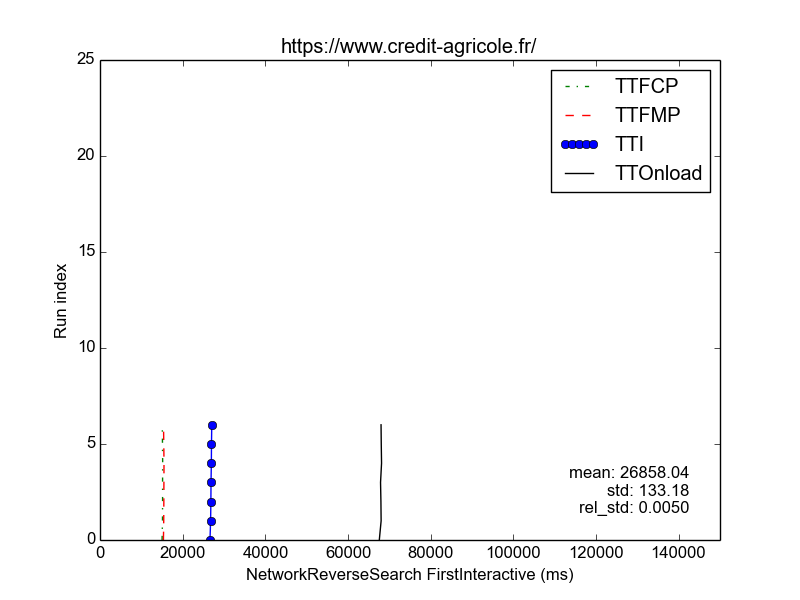 https://www.credit-agricole.fr/
25
20
15
10
5
0
Run index
TTFCP
TTFMP
TTI
TTOnload
mean: 26858.04
std: 133.18
rel_std: 0.0050
0 20000 40000 60000 80000 100000 120000 140000
NetworkReverseSearch FirstInteractive (ms)